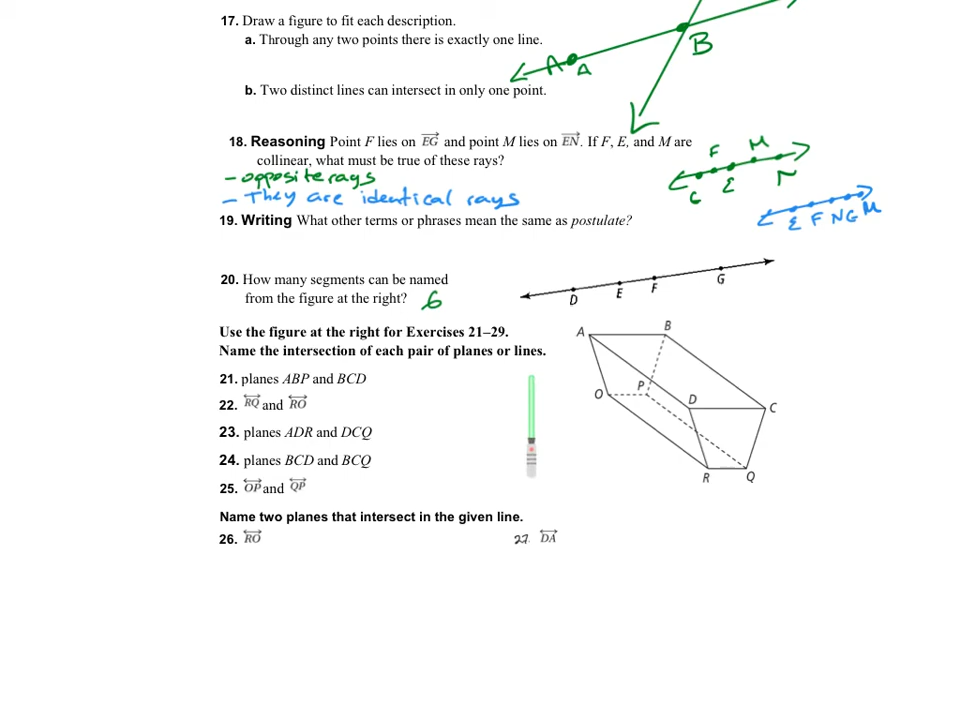 17. Draw a figure to fit each description.
a. Through any two points there is exactly one line.
B
A
b. Two distinct lines can intersect in only one point.
18. Reasoning Point F lies on EG and point M lies on EN. If F, E, and M are
collinear, what must be true of these rays?
F M
G E N
- opposite rays
- They are identical rays
E F N G M
19. Writing What other terms or phrases mean the same as postulate?
20. How many segments can be named
from the figure at the right? 6
D E F G
Use the figure at the right for Exercises 21–29.
Name the intersection of each pair of planes or lines.
A B
21. planes ABP and BCD
O P D C
22. RQ and RO
23. planes ADR and DCQ
24. planes BCD and BCQ
R Q
25. OP and QP
Name two planes that intersect in the given line.
26. RO 27. DA